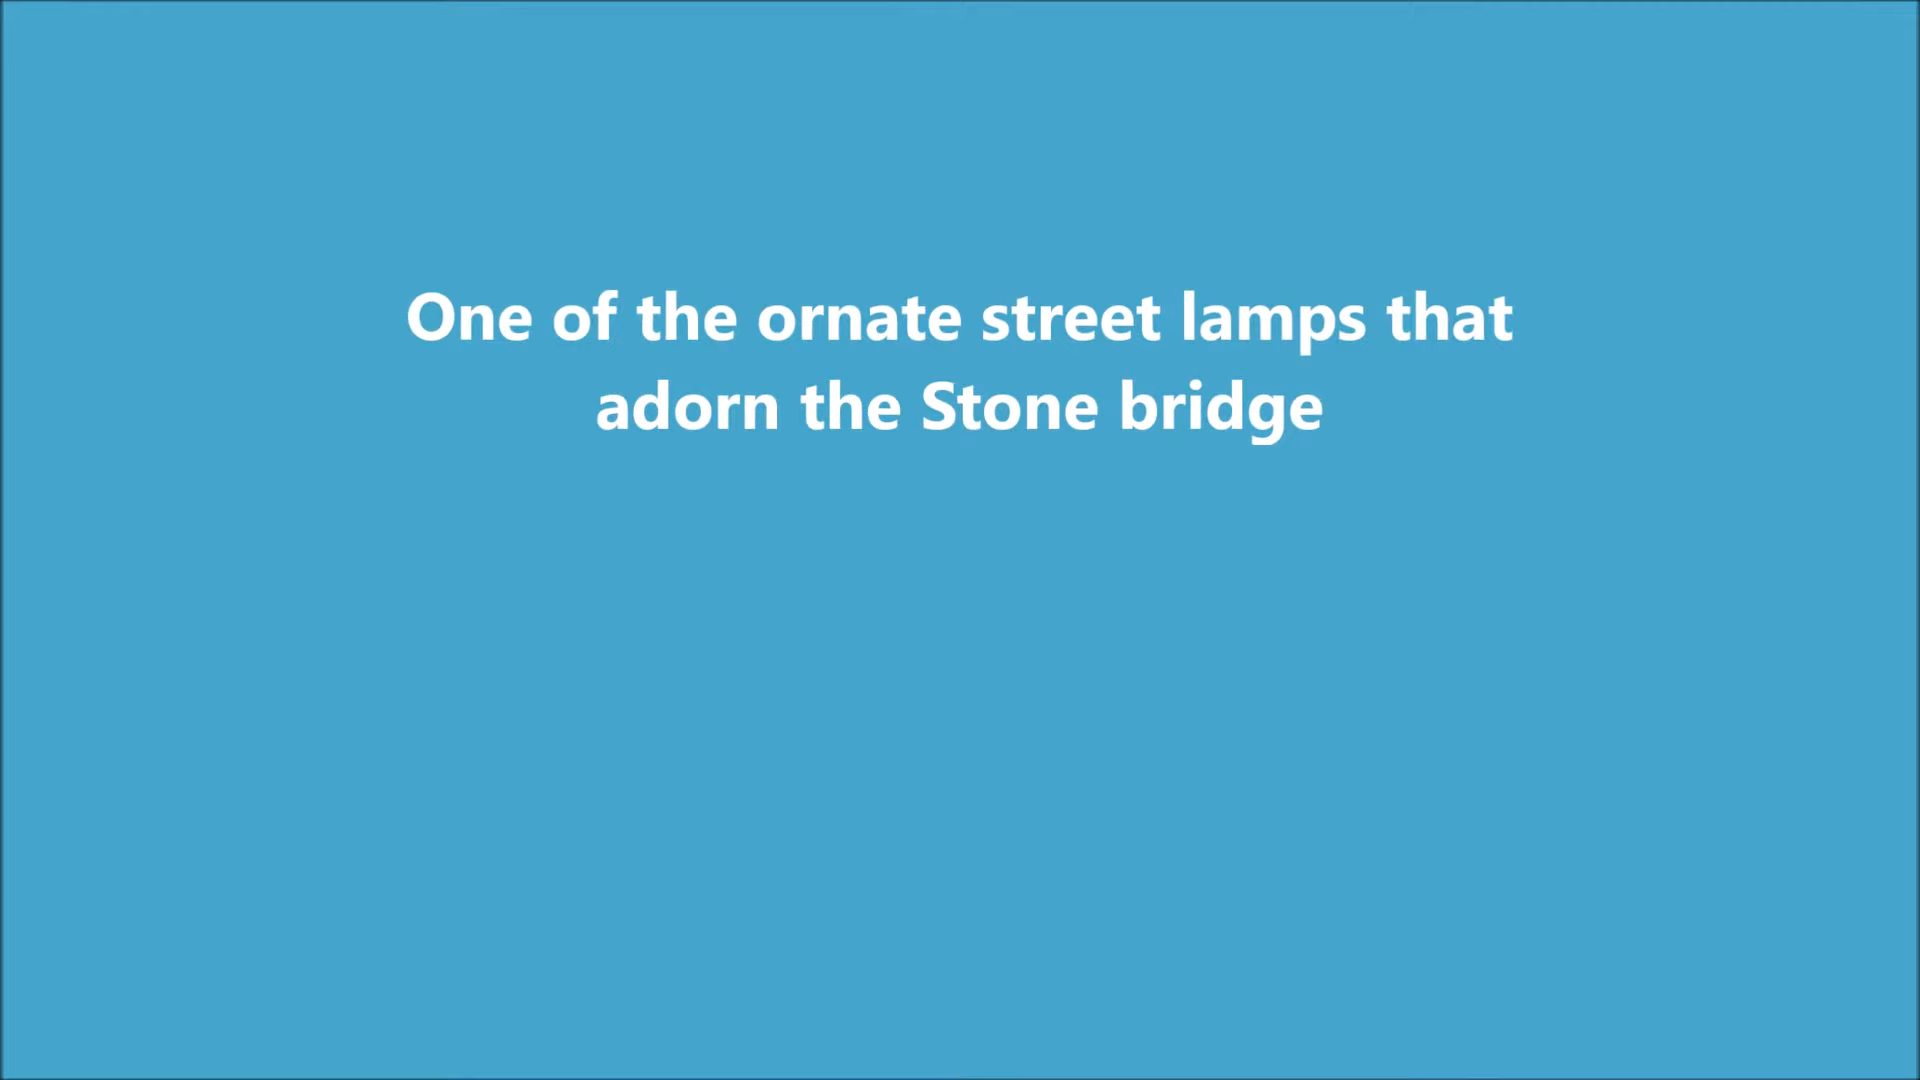 One of the ornate street lamps that
adorn the Stone bridge